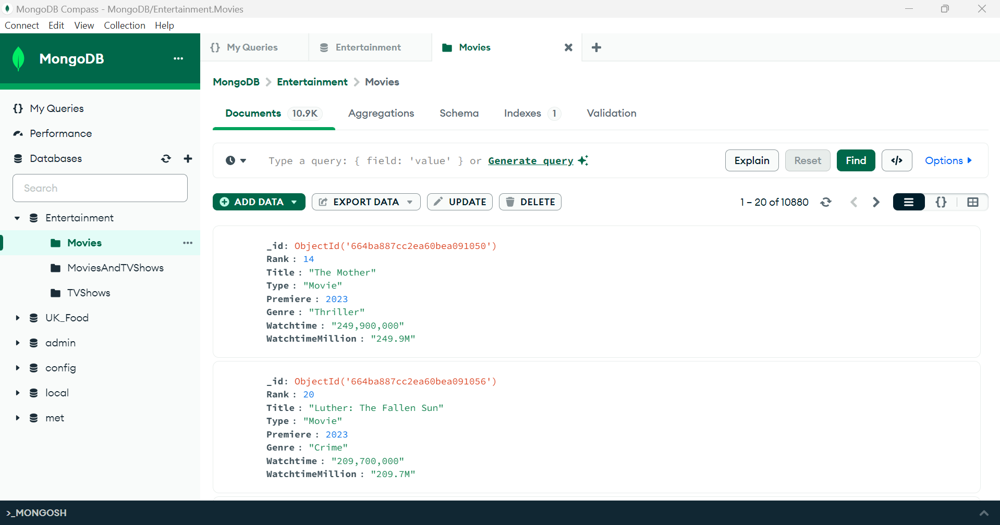 MongoDB Compass - MongoDB/Entertainment.Movies
Connect Edit View Collection Help
MongoDB
My Queries
Performance
Databases
Search
Entertainment
Movies
MoviesAndTVShows
TVShows
UK_Food
admin
config
local
met
{} My Queries Entertainment Movies
MongoDB > Entertainment > Movies
Documents 10.9K Aggregations Schema Indexes 1 Validation
Type a query: { field: 'value' } or Generate query Explain Reset Find </> Options
ADD DATA EXPORT DATA UPDATE DELETE 1 – 20 of 10880 {}
_id: ObjectId('664ba887cc2ea60bea091050')
Rank : 14
Title : "The Mother"
Type : "Movie"
Premiere : 2023
Genre : "Thriller"
Watchtime : "249,900,000"
WatchtimeMillion : "249.9M"
_id: ObjectId('664ba887cc2ea60bea091056')
Rank : 20
Title : "Luther: The Fallen Sun"
Type : "Movie"
Premiere : 2023
Genre : "Crime"
Watchtime : "209,700,000"
WatchtimeMillion : "209.7M"
>_MONGOSH